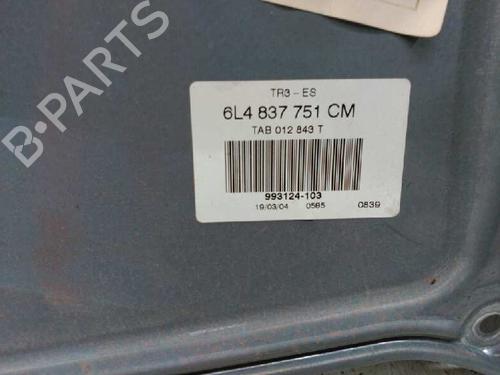 TR3 - ES
6L4 837 751 CM
TAB 012 843 T
993124-103
19/03/04 0565 0839
B-PARTS